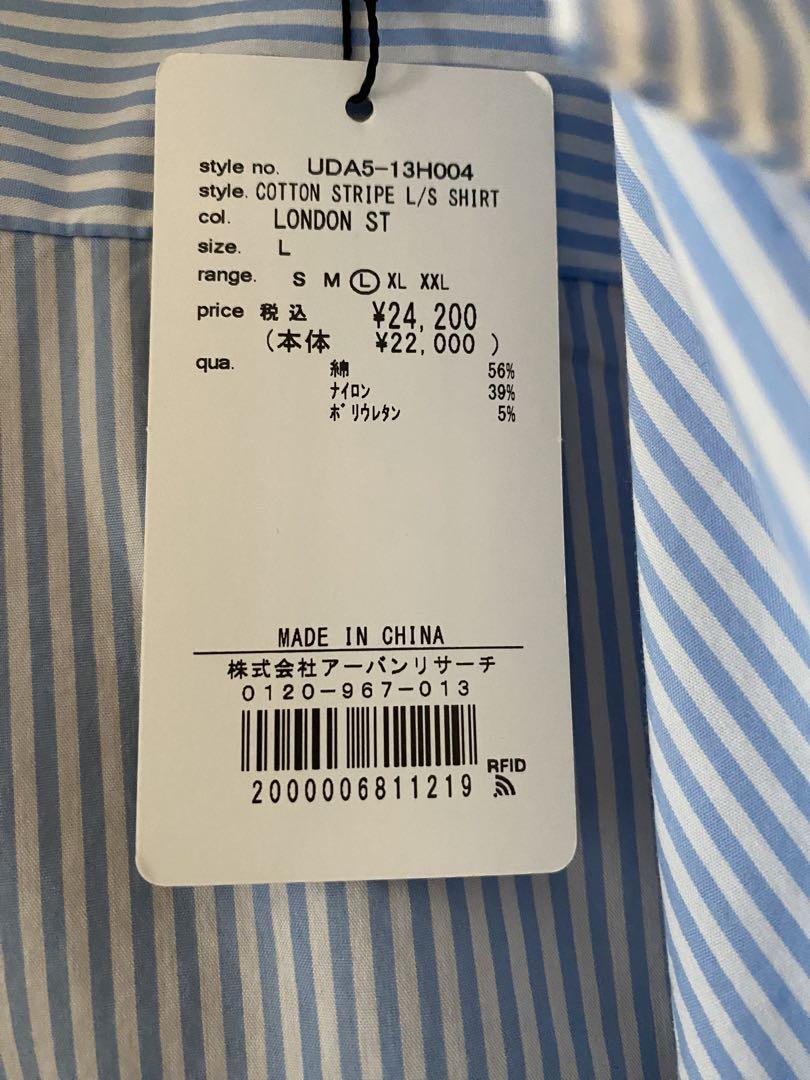 style no. UDA5-13H004
style. COTTON STRIPE L/S SHIRT
col. LONDON ST
size. L
range. S M L XL XXL
price 税込 ¥24,200
(本体 ¥22,000 )
qua. 綿 56%
ナイロン 39%
ポリウレタン 5%
MADE IN CHINA
株式会社アーバンリサーチ
0120-967-013
RFID
2000006811219